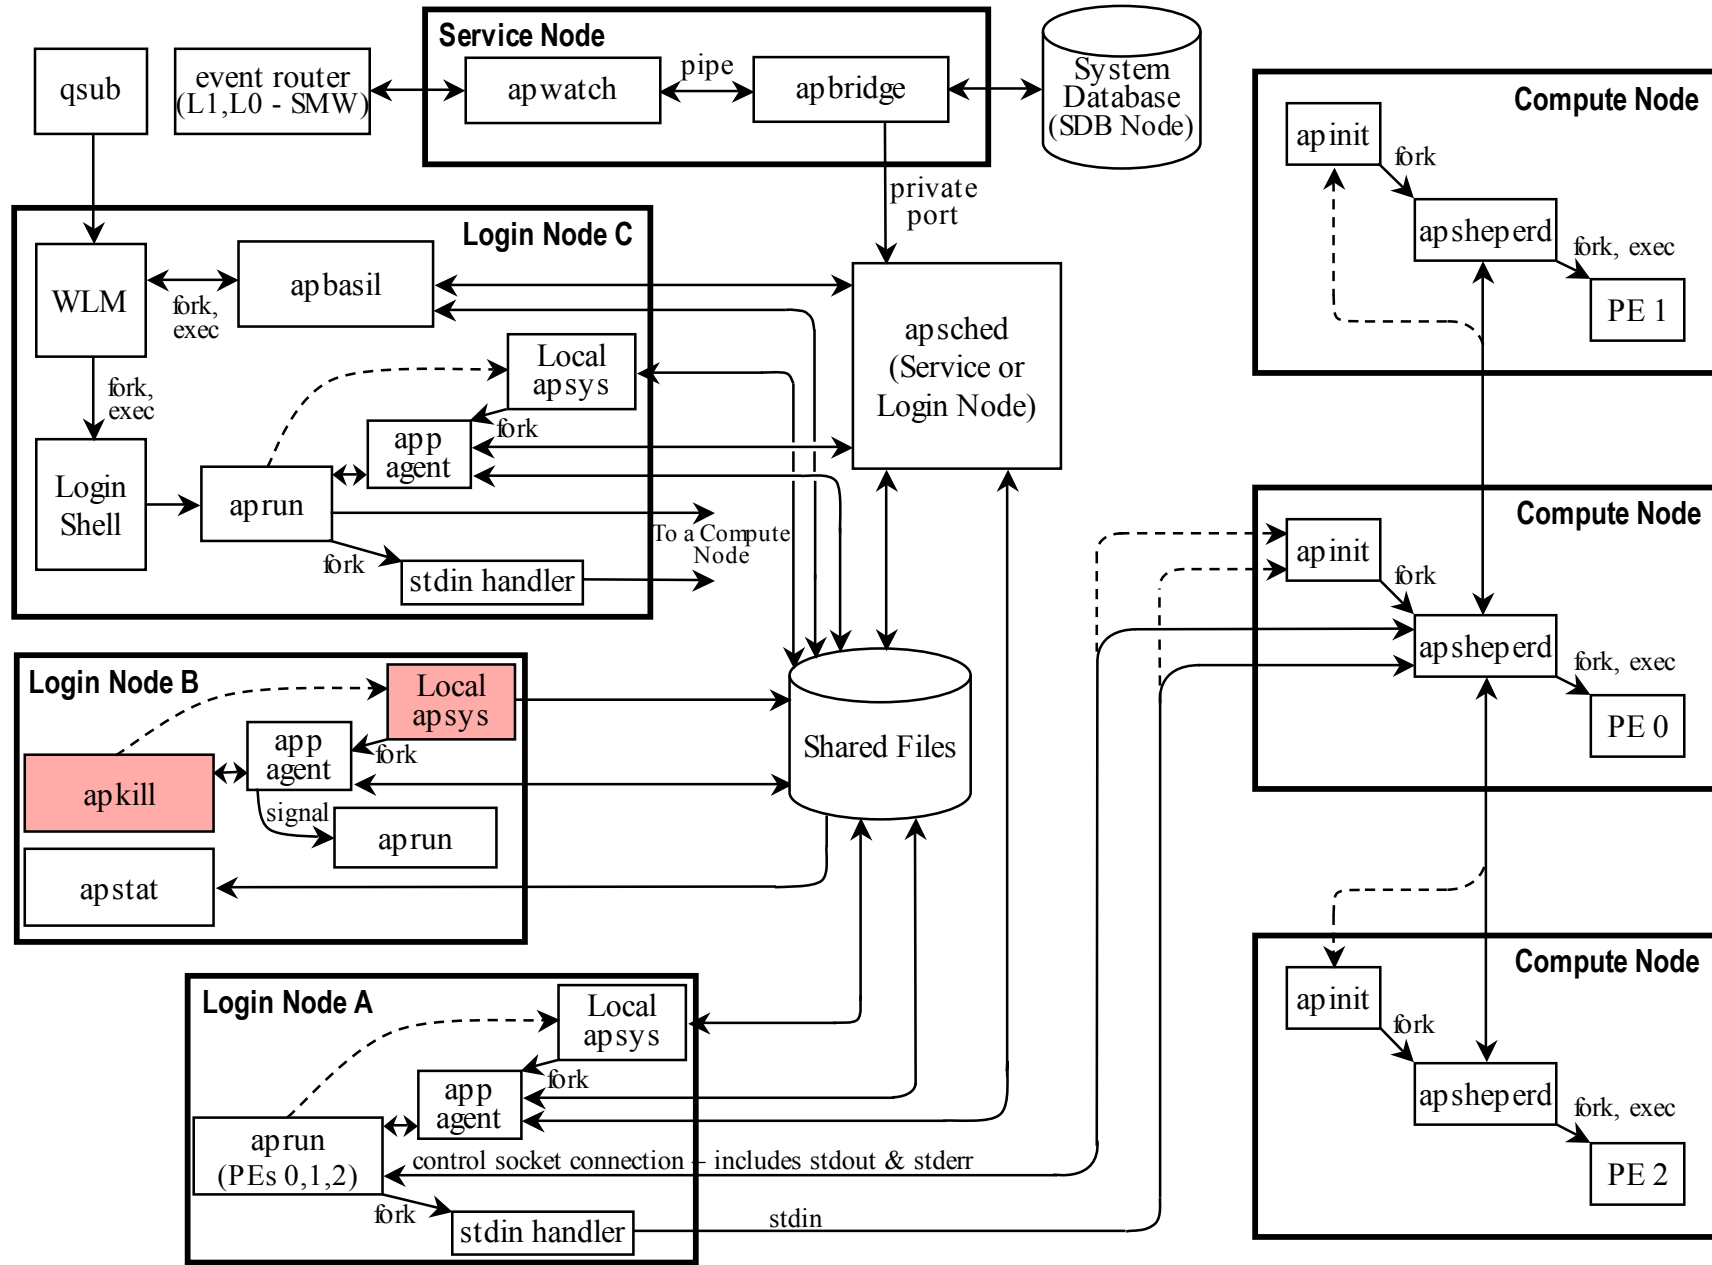 Service Node
qsub
event router
(L1,L0 - SMW)
apwatch
pipe
apbridge
System
Database
(SDB Node)
private
port
Login Node C
WLM
fork,
exec
apbasil
apsched
(Service or
Login Node)
Local
apsys
fork
app
agent
fork,
exec
Login
Shell
aprun
To a Compute
Node
fork
stdin handler
Login Node B
Local
apsys
fork
app
agent
apkill
signal
aprun
apstat
Shared Files
Login Node A
Local
apsys
fork
app
agent
aprun
(PEs 0,1,2)
control socket connection – includes stdout & stderr
fork
stdin handler
stdin
Compute Node
apinit
fork
apsheperd
fork, exec
PE 1
Compute Node
apinit
fork
apsheperd
fork, exec
PE 0
Compute Node
apinit
fork
apsheperd
fork, exec
PE 2